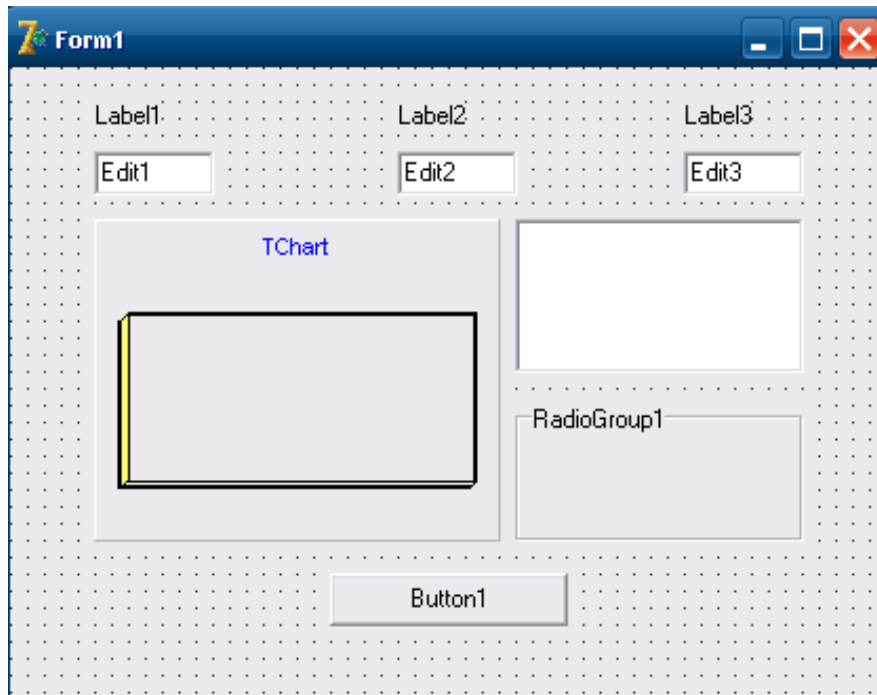 Form1
Label1 Label2 Label3
Edit1 Edit2 Edit3
TChart
RadioGroup1
Button1